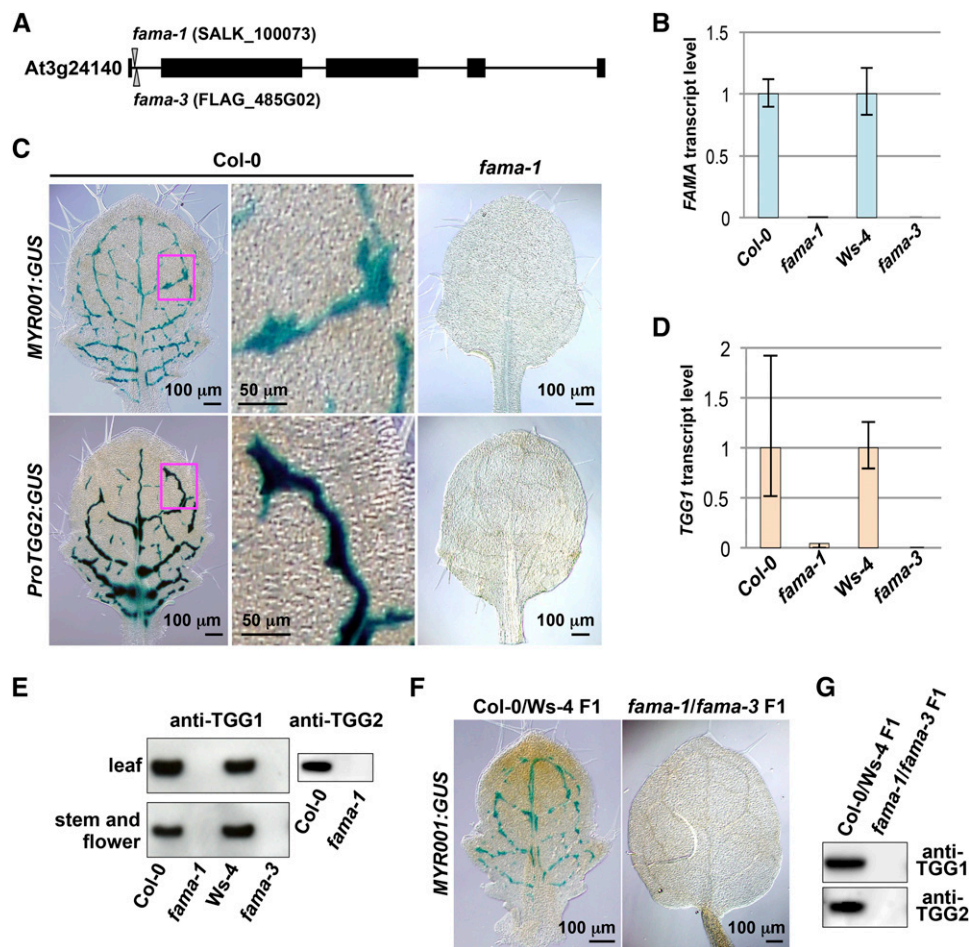 A
fama-1 (SALK_100073)
At3g24140
fama-3 (FLAG_485G02)
B
FAMA transcript level
1.5
1
0.5
0
Col-0
fama-1
Ws-4
fama-3
C
Col-0
fama-1
MYR001:GUS
100 μm
50 μm
100 μm
ProTGG2:GUS
100 μm
50 μm
100 μm
D
TGG1 transcript level
2
1.5
1
0.5
0
Col-0
fama-1
Ws-4
fama-3
E
anti-TGG1
anti-TGG2
leaf
stem and
flower
Col-0
fama-1
Ws-4
fama-3
Col-0
fama-1
F
Col-0/Ws-4 F1
fama-1/fama-3 F1
MYR001:GUS
100 μm
100 μm
G
Col-0/Ws-4 F1
fama-1/fama-3 F1
anti-
TGG1
anti-
TGG2